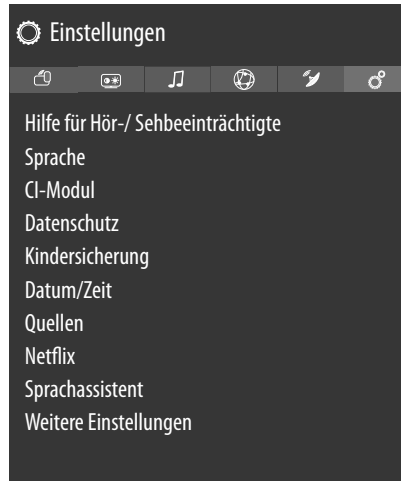 Einstellungen
Hilfe für Hör-/ Sehbeeinträchtigte
Sprache
CI-Modul
Datenschutz
Kindersicherung
Datum/Zeit
Quellen
Netflix
Sprachassistent
Weitere Einstellungen